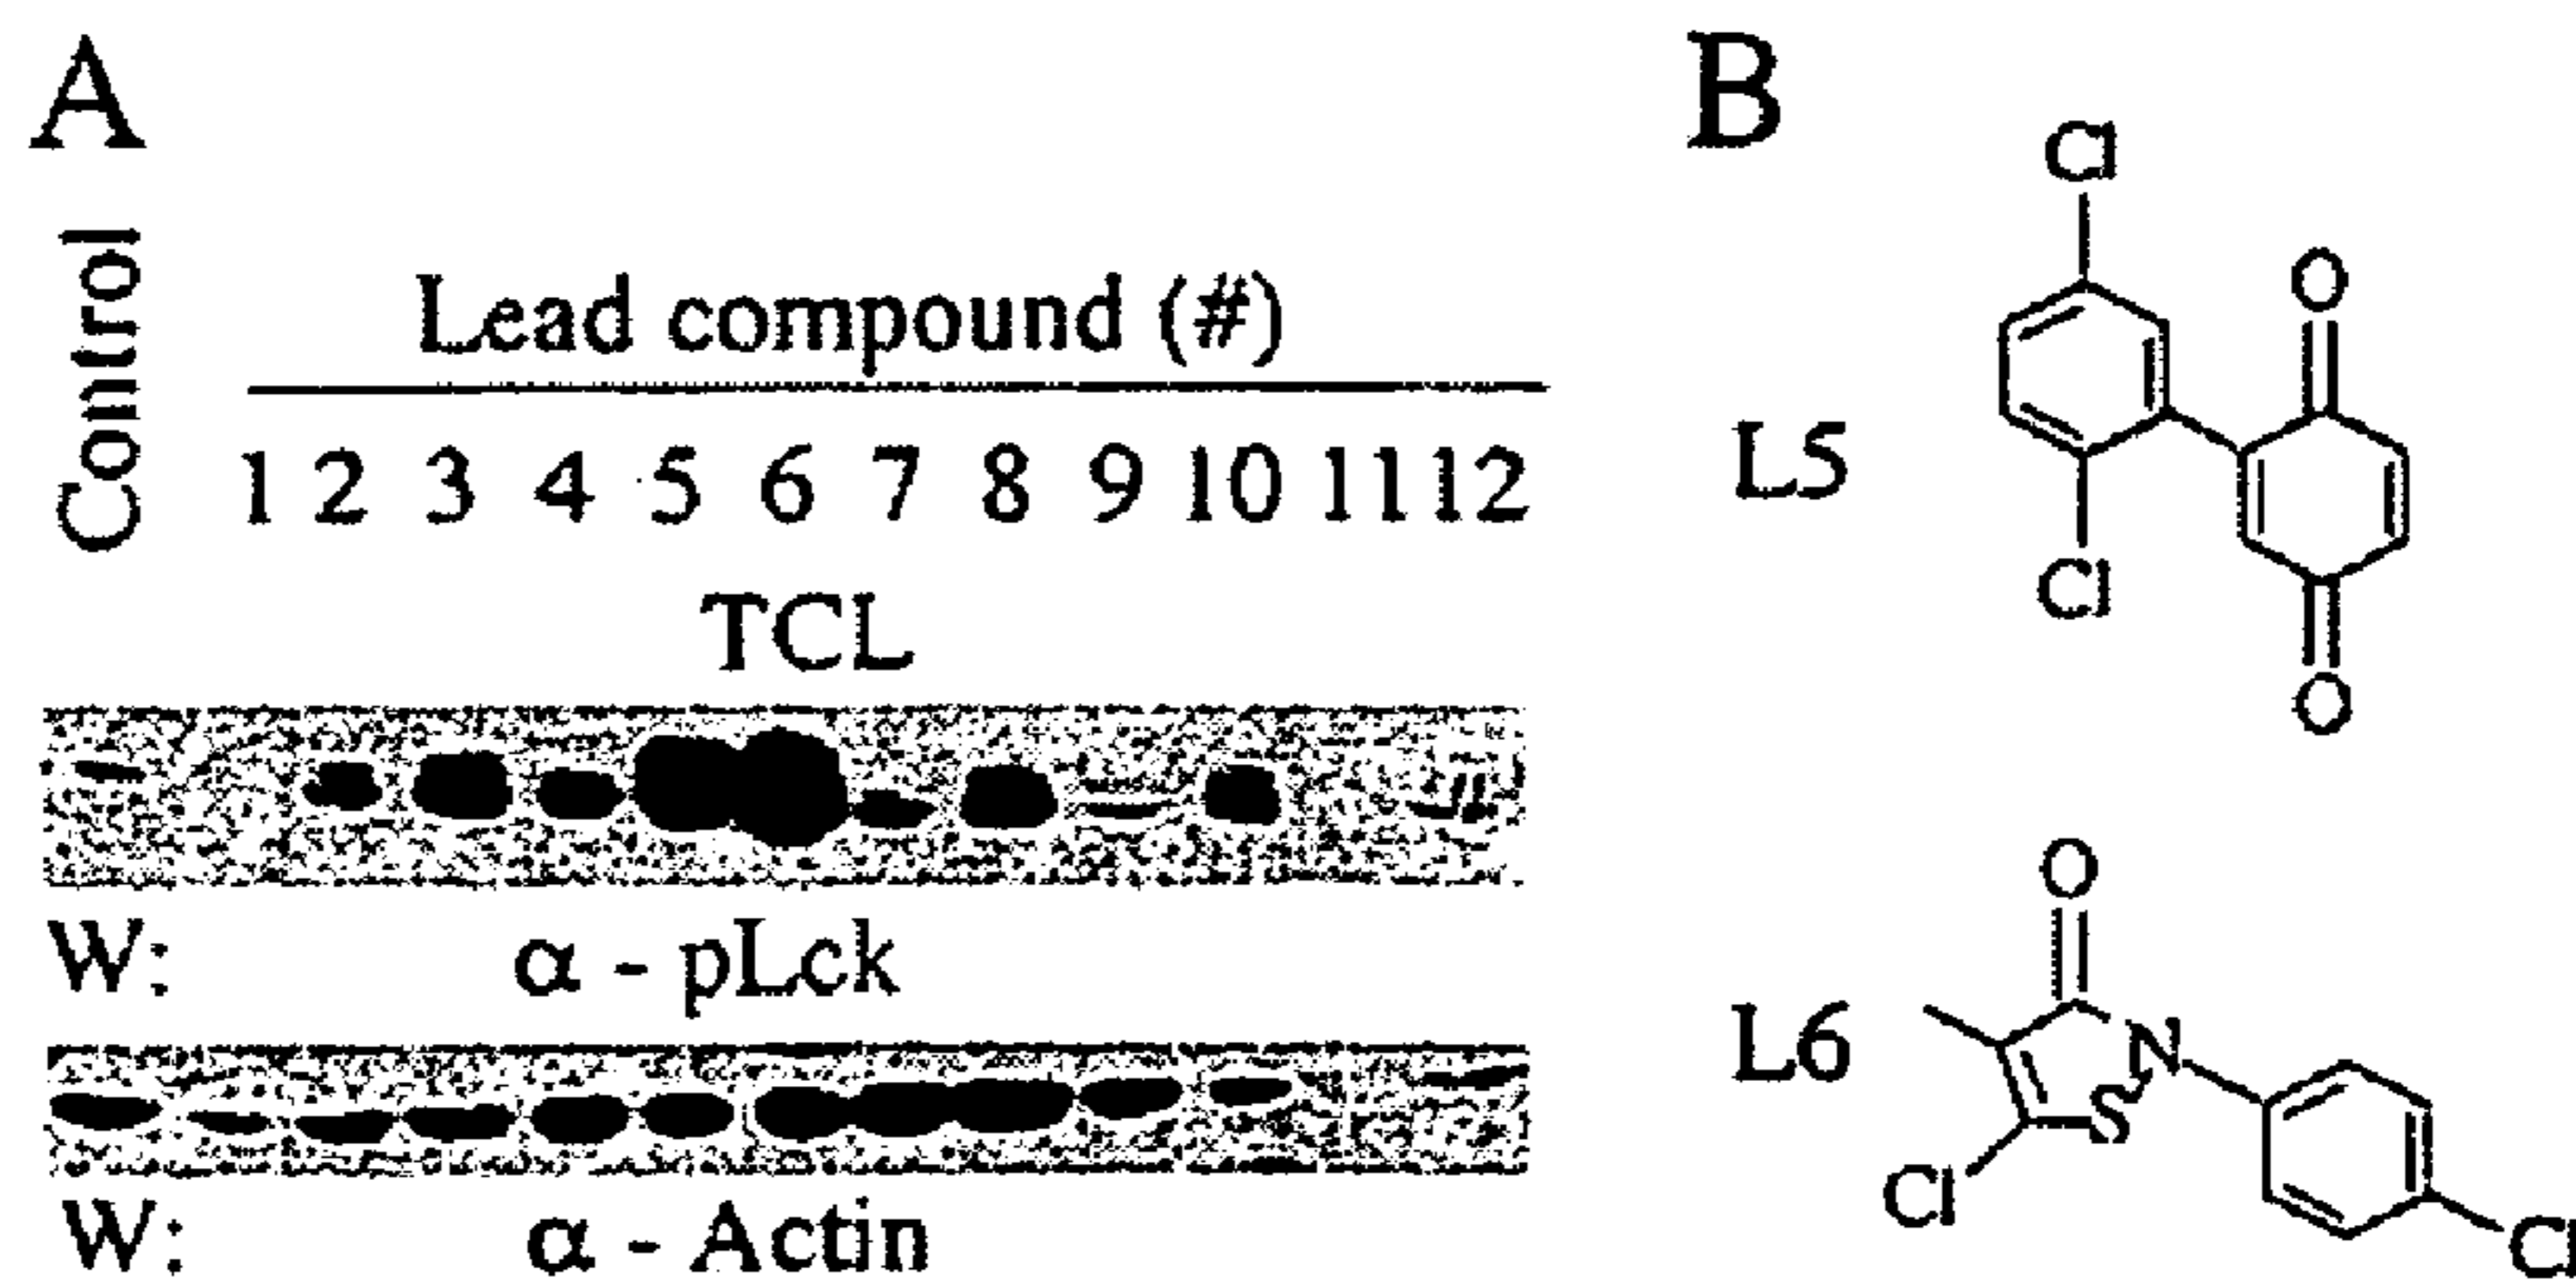 A
Control
Lead compound (#)
1 2 3 4 5 6 7 8 9 10 11 12
TCL
W: α - pLck
W: α - Actin
B
L5
Cl
O
Cl
O
L6
O
N
S
Cl
Cl